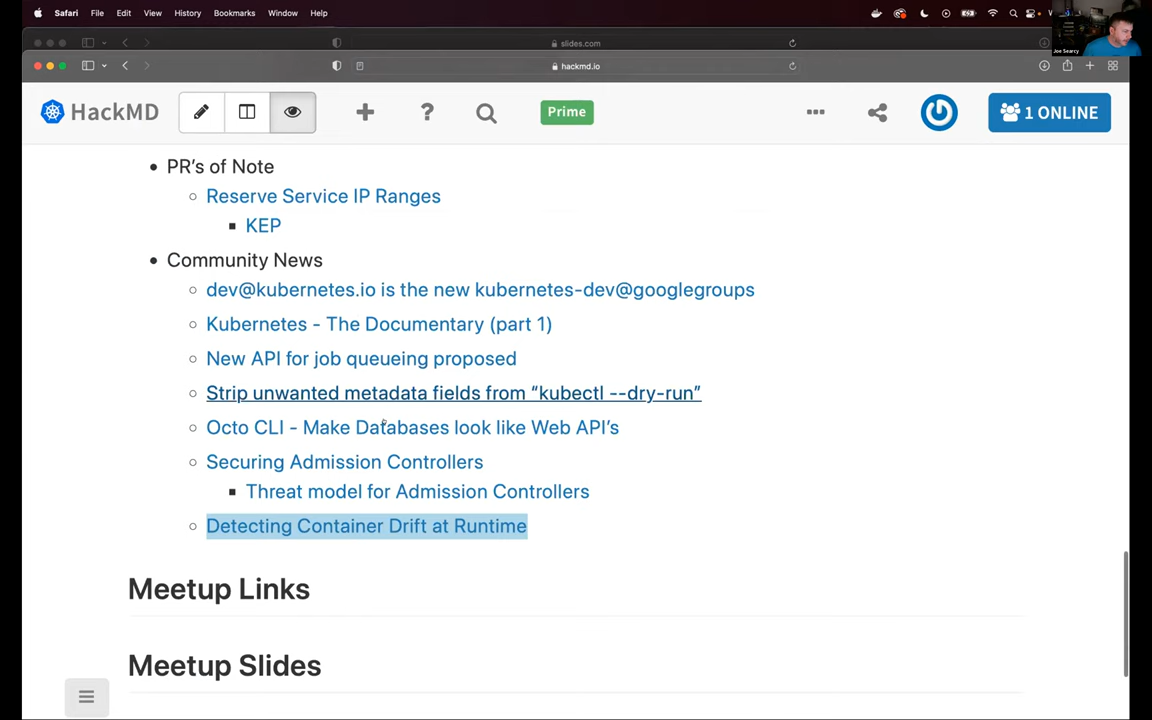 Safari File Edit View History Bookmarks Window Help
slides.com
hackmd.io
Joe Searcy
HackMD
Prime
1 ONLINE
PR’s of Note
Reserve Service IP Ranges
KEP
Community News
dev@kubernetes.io is the new kubernetes-dev@googlegroups
Kubernetes - The Documentary (part 1)
New API for job queueing proposed
Strip unwanted metadata fields from “kubectl --dry-run”
Octo CLI - Make Databases look like Web API’s
Securing Admission Controllers
Threat model for Admission Controllers
Detecting Container Drift at Runtime
Meetup Links
Meetup Slides